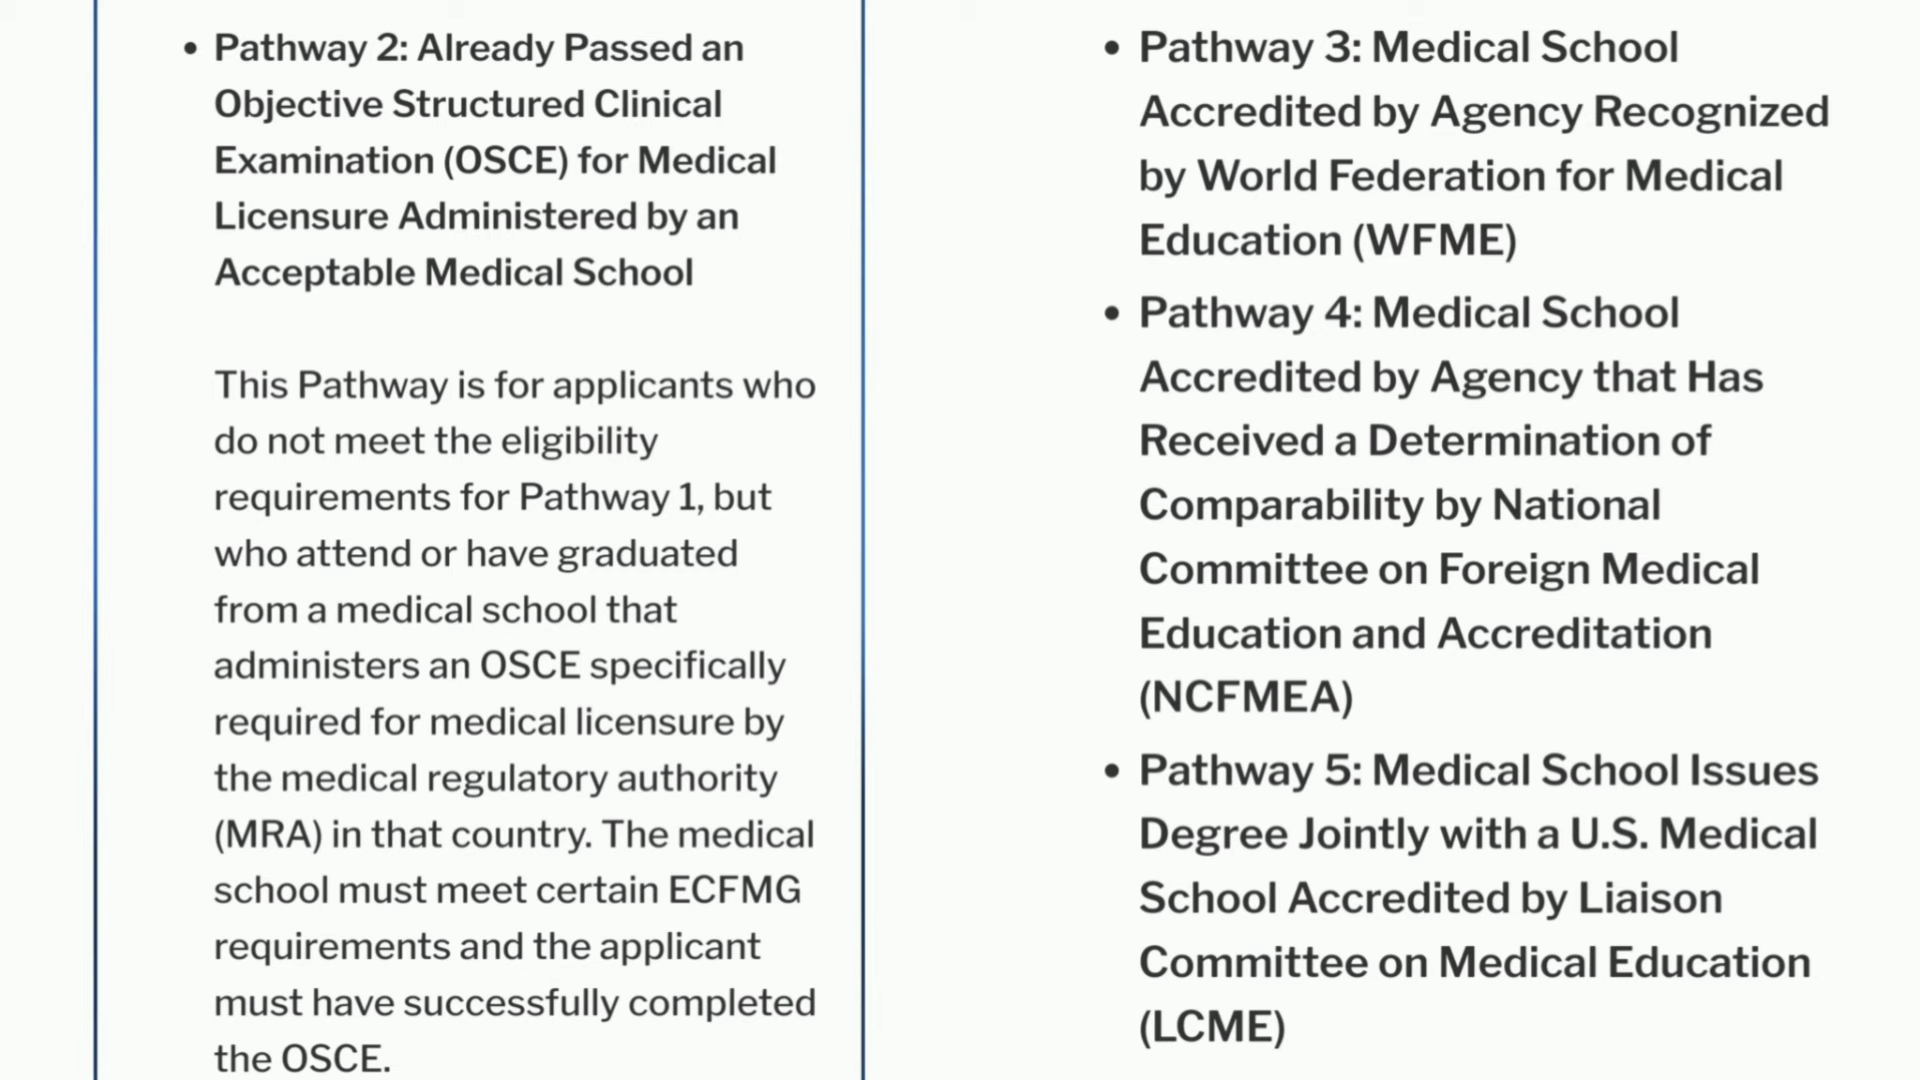 Pathway 2: Already Passed an
Objective Structured Clinical
Examination (OSCE) for Medical
Licensure Administered by an
Acceptable Medical School
This Pathway is for applicants who
do not meet the eligibility
requirements for Pathway 1, but
who attend or have graduated
from a medical school that
administers an OSCE specifically
required for medical licensure by
the medical regulatory authority
(MRA) in that country. The medical
school must meet certain ECFMG
requirements and the applicant
must have successfully completed
the OSCE.
Pathway 3: Medical School
Accredited by Agency Recognized
by World Federation for Medical
Education (WFME)
Pathway 4: Medical School
Accredited by Agency that Has
Received a Determination of
Comparability by National
Committee on Foreign Medical
Education and Accreditation
(NCFMEA)
Pathway 5: Medical School Issues
Degree Jointly with a U.S. Medical
School Accredited by Liaison
Committee on Medical Education
(LCME)